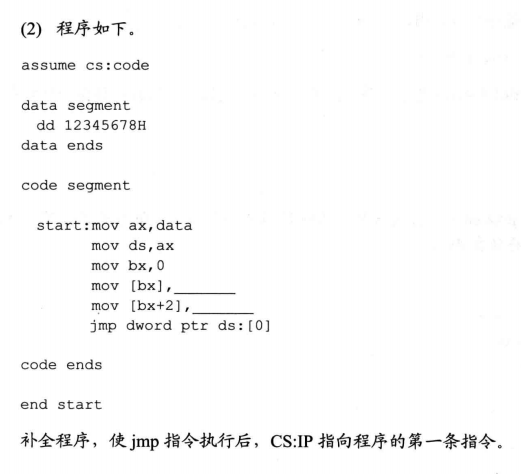 (2) 程序如下。
assume cs:code
data segment
dd 12345678H
data ends
code segment
start:mov ax,data
mov ds,ax
mov bx,0
mov [bx],______
mov [bx+2],______
jmp dword ptr ds:[0]
code ends
end start
补全程序，使 jmp 指令执行后，CS:IP 指向程序的第一条指令。